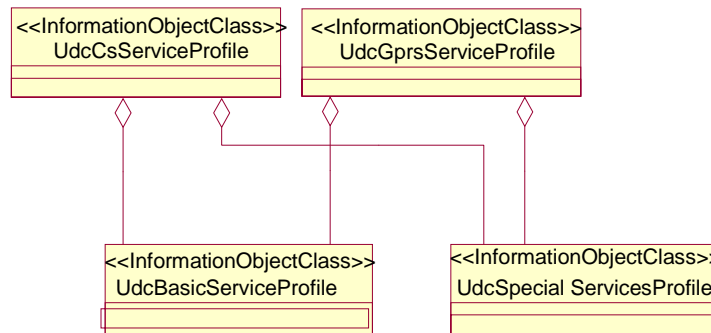 <<InformationObjectClass>>
UdcCsServiceProfile
<<InformationObjectClass>>
UdcGprsServiceProfile
<<InformationObjectClass>>
UdcBasicServiceProfile
<<InformationObjectClass>>
UdcSpecial ServicesProfile